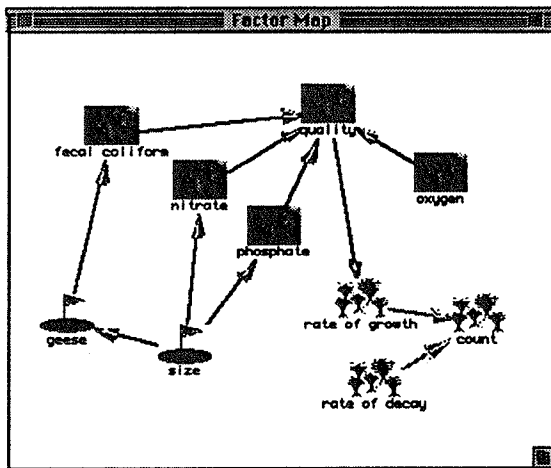 Factor Map
quality
fecal coliform
oxygen
nitrate
phosphate
rate of growth
count
geese
size
rate of decay